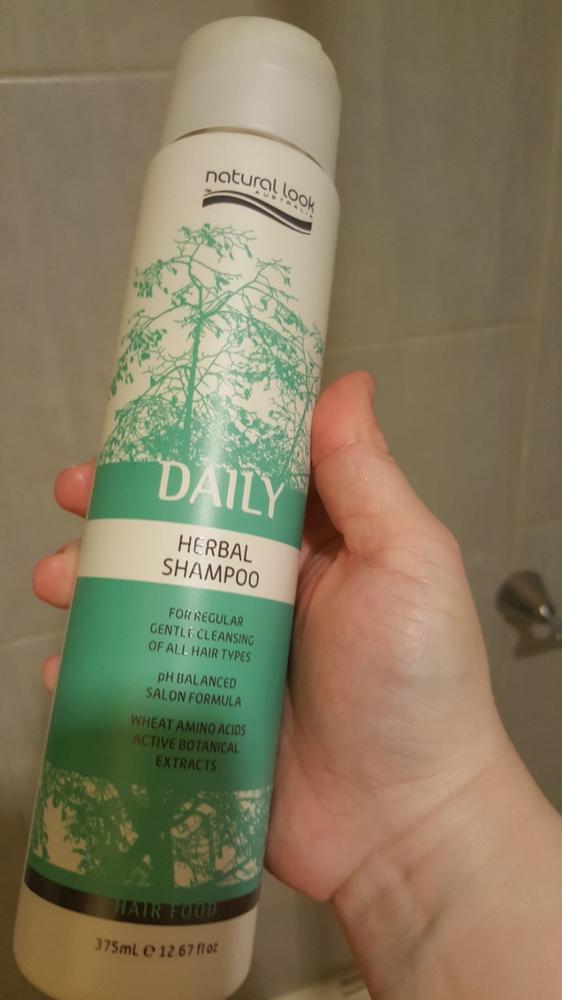 natural look
AUSTRALIA
DAILY
HERBAL
SHAMPOO
FOR REGULAR
GENTLE CLEANSING
OF ALL HAIR TYPES
pH BALANCED
SALON FORMULA
WHEAT AMINO ACIDS
ACTIVE BOTANICAL
EXTRACTS
HAIR FOOD
375mL ℮ 12.67 fl oz